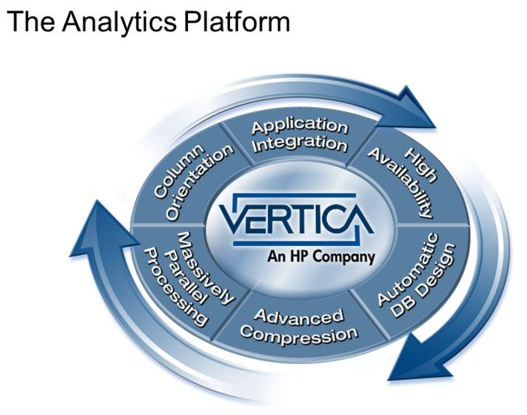 The Analytics Platform
Application
Integration
High
Availability
Automatic
DB Design
Advanced
Compression
Massively
Parallel
Processing
Column
Orientation
VERTICA
An HP Company